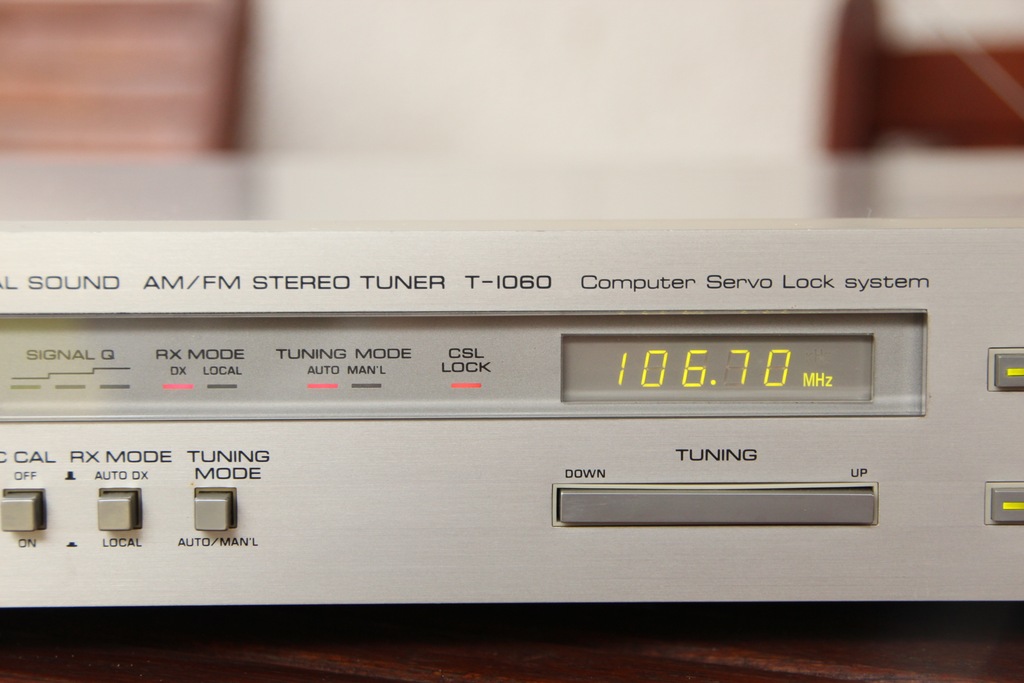 AL SOUND AM/FM STEREO TUNER T-1060 Computer Servo Lock system
SIGNAL Q
RX MODE
DX LOCAL
TUNING MODE
AUTO MAN'L
CSL
LOCK
106.70 MHz
C CAL
OFF
ON
RX MODE
AUTO DX
LOCAL
TUNING
MODE
AUTO/MAN'L
TUNING
DOWN UP